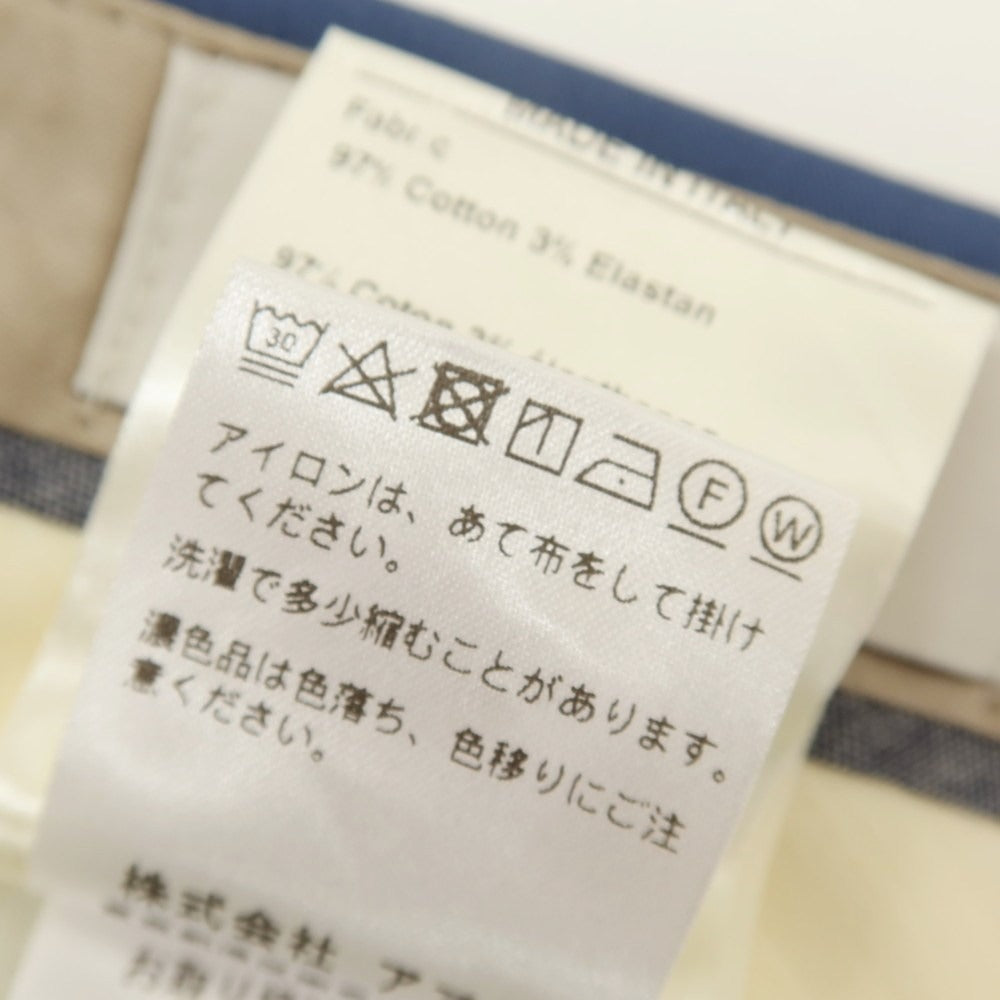 MADE IN ITALY
Fabric
97% Cotton 3% Elastan
97% Coton 3%
30
F
W
アイロンは、あて布をして掛け
てください。
洗濯で多少縮むことがあります。
濃色品は色落ち、色移りにご注
意ください。
株式会社 ア